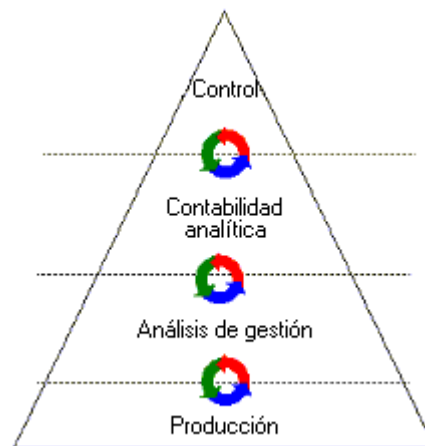 Control
Contabilidad
analítica
Análisis de gestión
Producción